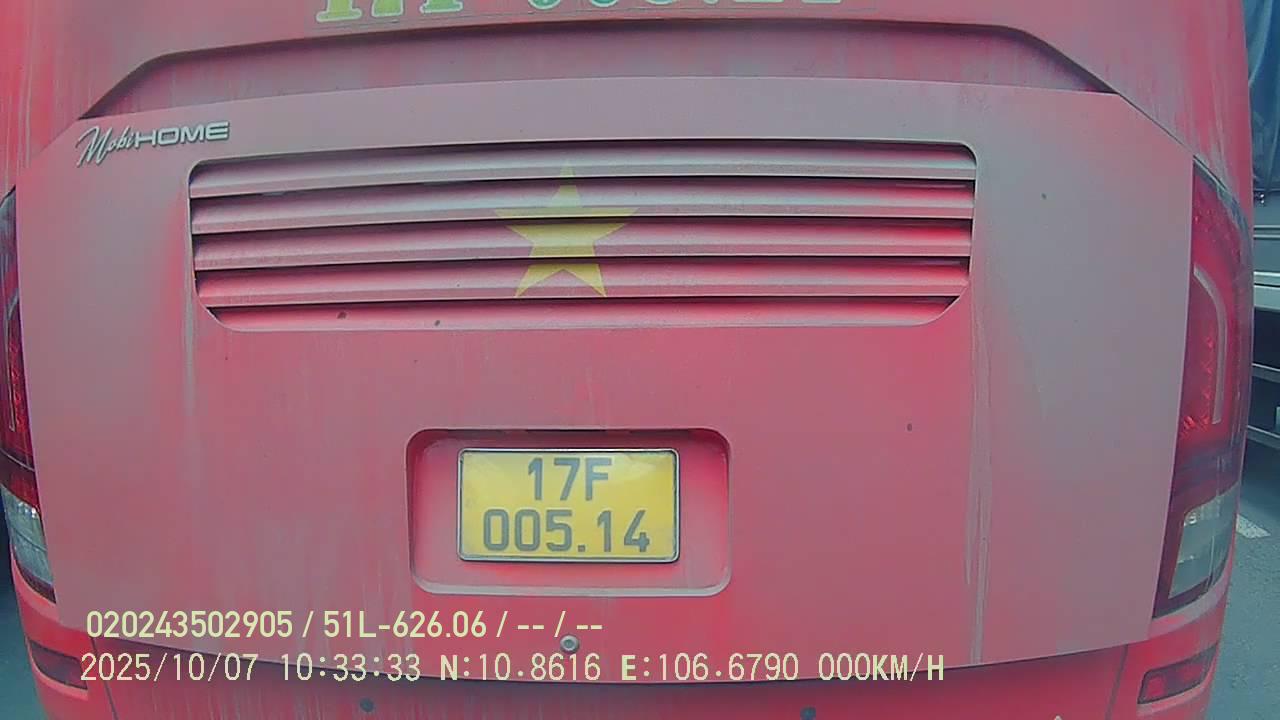 MobiHOME
17F
005.14
020243502905 / 51L-626.06 / -- / --
2025/10/07 10:33:33 N:10.8616 E:106.6790 000KM/H